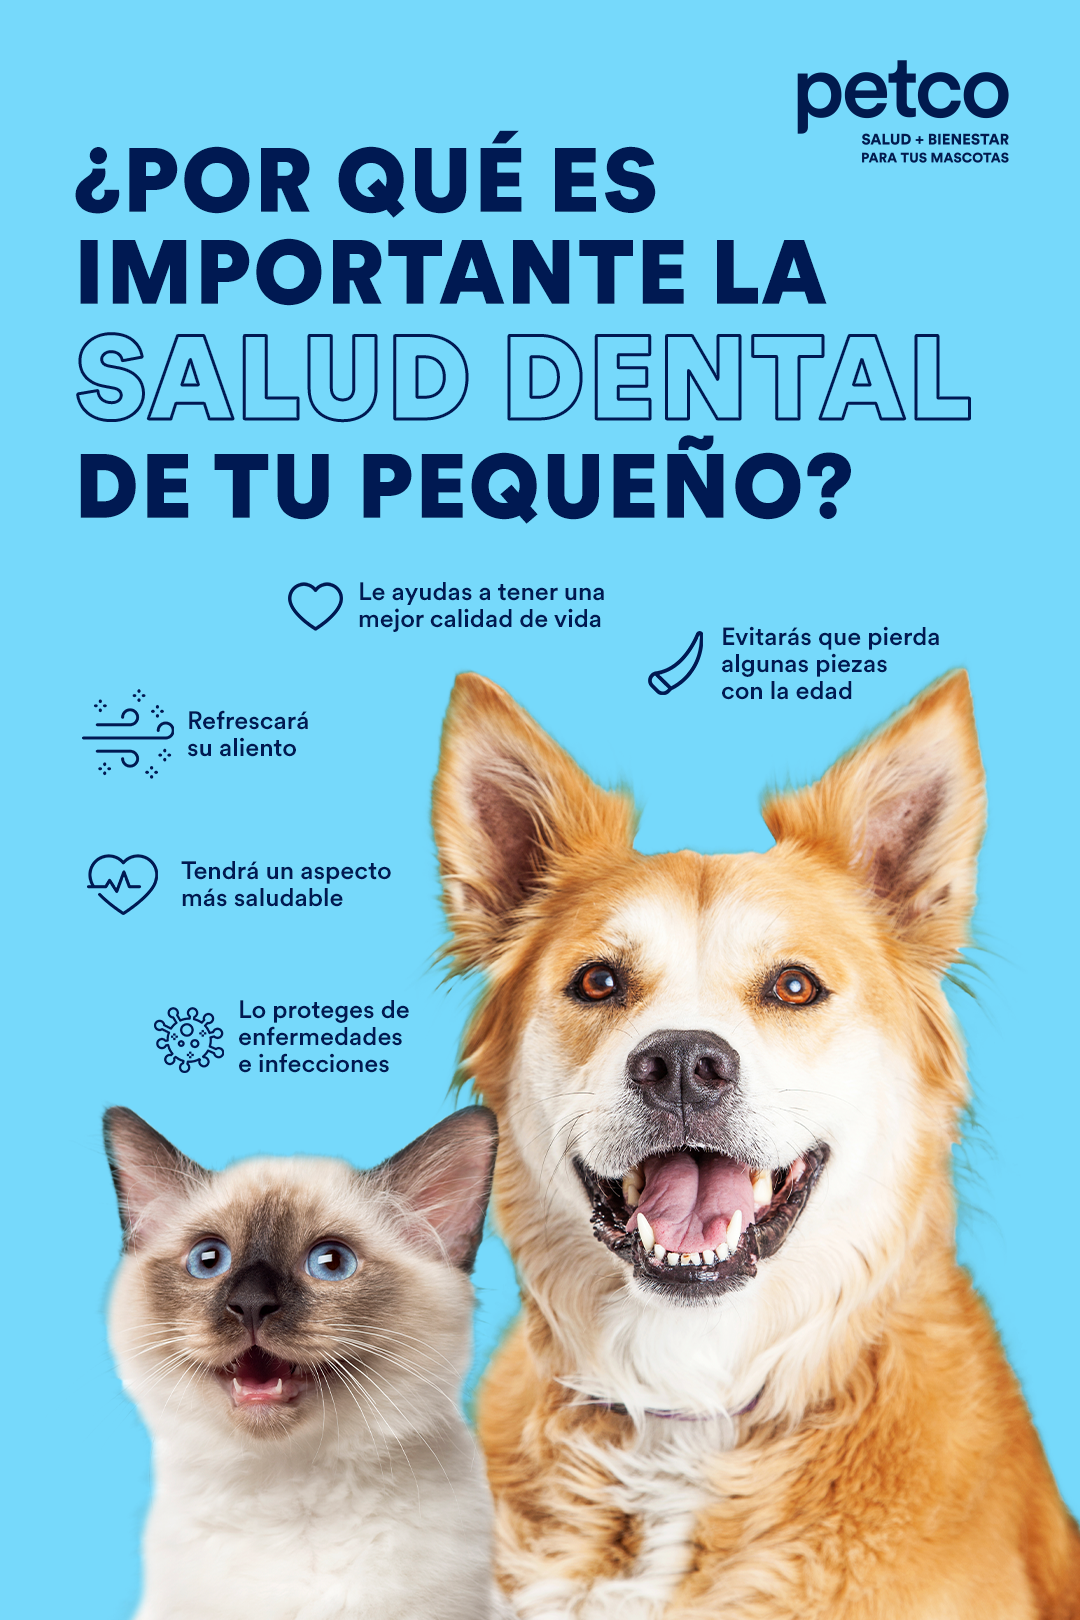 petco
SALUD + BIENESTAR
PARA TUS MASCOTAS
¿POR QUÉ ES
IMPORTANTE LA
SALUD DENTAL
DE TU PEQUEÑO?
Le ayudas a tener una
mejor calidad de vida
Evitarás que pierda
algunas piezas
con la edad
Refrescará
su aliento
Tendrá un aspecto
más saludable
Lo proteges de
enfermedades
e infecciones